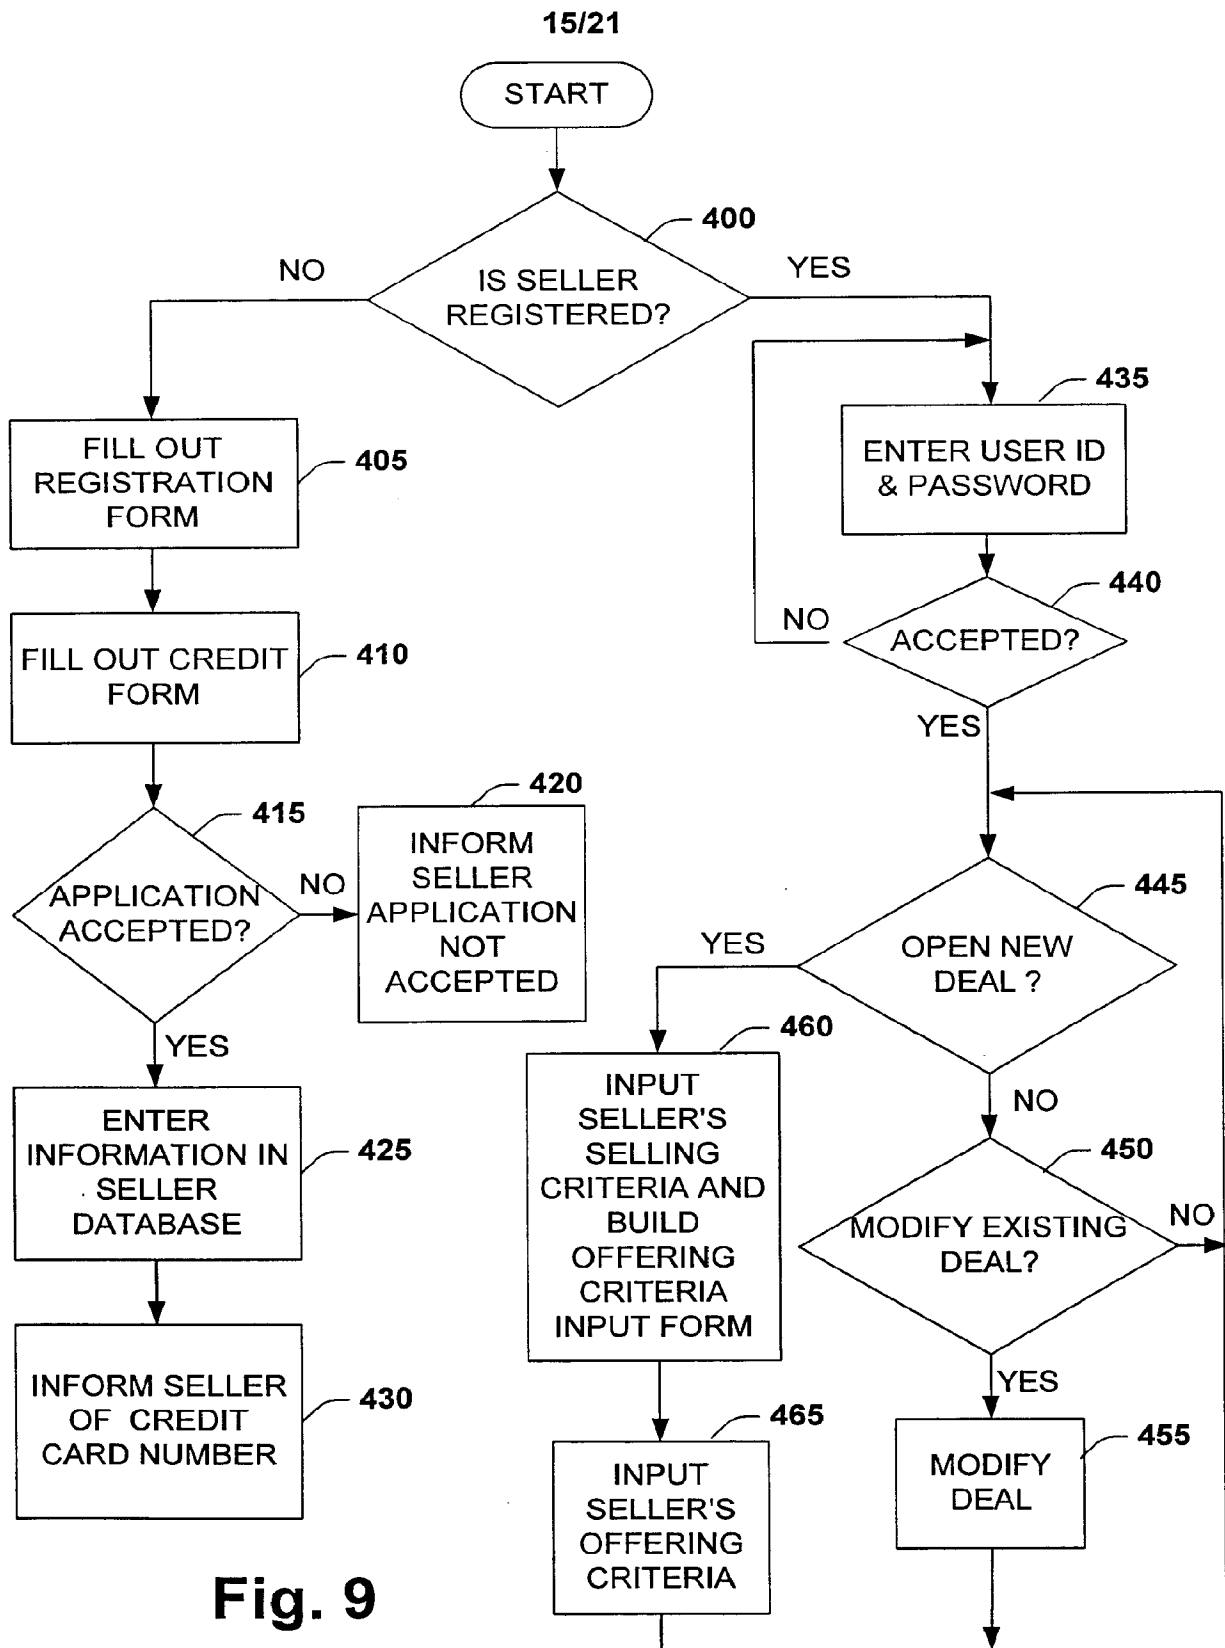 15/21
START
400
NO
YES
IS SELLER
REGISTERED?
435
FILL OUT
REGISTRATION
FORM
405
ENTER USER ID
& PASSWORD
440
NO
ACCEPTED?
FILL OUT CREDIT
FORM
410
YES
420
415
INFORM
SELLER
APPLICATION
NOT
ACCEPTED
APPLICATION
ACCEPTED?
NO
445
YES
OPEN NEW
DEAL ?
YES
460
NO
ENTER
INFORMATION IN
SELLER
DATABASE
425
INPUT
SELLER'S
SELLING
CRITERIA AND
BUILD
OFFERING
CRITERIA
INPUT FORM
450
MODIFY EXISTING
DEAL?
NO
YES
INFORM SELLER
OF CREDIT
CARD NUMBER
430
465
INPUT
SELLER'S
OFFERING
CRITERIA
455
MODIFY
DEAL
Fig. 9